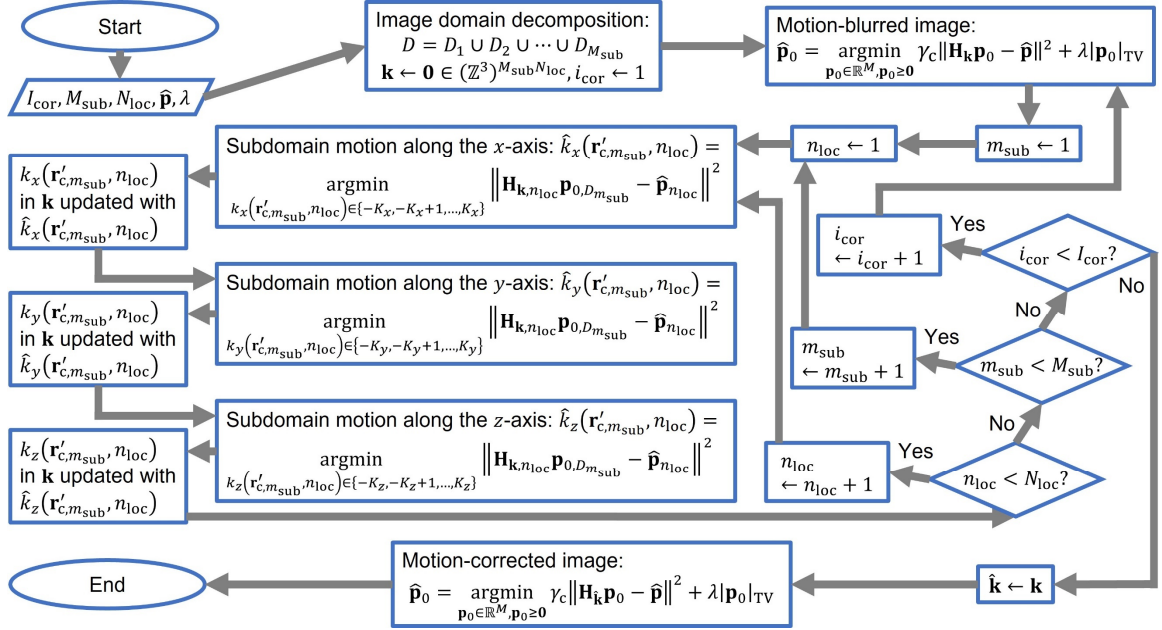 Start
I_cor, M_sub, N_loc, p̂, λ
Image domain decomposition:
D = D_1 ∪ D_2 ∪ ⋯ ∪ D_{M_sub}
k ← 0 ∈ (ℤ³)^{M_sub N_loc}, i_cor ← 1
Motion-blurred image:
p̂_0 = argmin γ_c‖H_k p_0 − p̂‖² + λ|p_0|_TV
p_0∈ℝ^M, p_0≥0
m_sub ← 1
n_loc ← 1
Subdomain motion along the x-axis: k̂_x(r′_{c,m_sub}, n_loc) =
argmin ‖H_{k,n_loc} p_{0,D_{m_sub}} − p̂_{n_loc}‖²
k_x(r′_{c,m_sub}, n_loc)∈{−K_x,−K_x+1,…,K_x}
k_x(r′_{c,m_sub}, n_loc)
in k updated with
k̂_x(r′_{c,m_sub}, n_loc)
Subdomain motion along the y-axis: k̂_y(r′_{c,m_sub}, n_loc) =
argmin ‖H_{k,n_loc} p_{0,D_{m_sub}} − p̂_{n_loc}‖²
k_y(r′_{c,m_sub}, n_loc)∈{−K_y,−K_y+1,…,K_y}
k_y(r′_{c,m_sub}, n_loc)
in k updated with
k̂_y(r′_{c,m_sub}, n_loc)
Subdomain motion along the z-axis: k̂_z(r′_{c,m_sub}, n_loc) =
argmin ‖H_{k,n_loc} p_{0,D_{m_sub}} − p̂_{n_loc}‖²
k_z(r′_{c,m_sub}, n_loc)∈{−K_z,−K_z+1,…,K_z}
k_z(r′_{c,m_sub}, n_loc)
in k updated with
k̂_z(r′_{c,m_sub}, n_loc)
n_loc < N_loc?
Yes
n_loc
← n_loc + 1
No
m_sub < M_sub?
Yes
m_sub
← m_sub + 1
No
i_cor < I_cor?
Yes
i_cor
← i_cor + 1
No
k̂ ← k
Motion-corrected image:
p̂_0 = argmin γ_c‖H_k̂ p_0 − p̂‖² + λ|p_0|_TV
p_0∈ℝ^M, p_0≥0
End